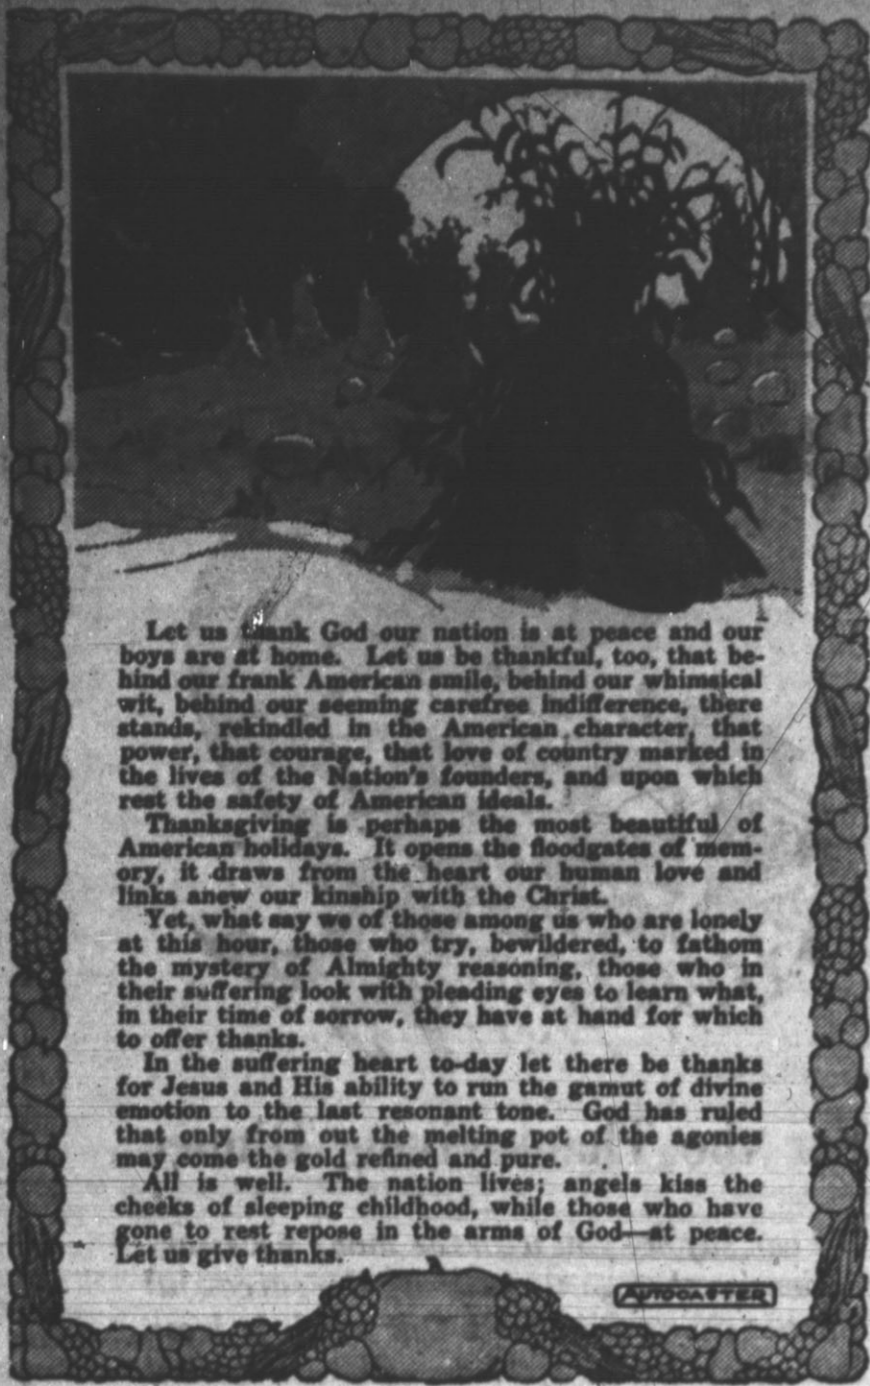 Let us thank God our nation is at peace and our
boys are at home. Let us be thankful, too, that be-
hind our frank American smile, behind our whimsical
wit, behind our seeming carefree indifference, there
stands, rekindled in the American character, that
power, that courage, that love of country marked in
the lives of the Nation's founders, and upon which
rest the safety of American ideals.
Thanksgiving is perhaps the most beautiful of
American holidays. It opens the floodgates of mem-
ory, it draws from the heart our human love and
links anew our kinship with the Christ.
Yet, what say we of those among us who are lonely
at this hour, those who try, bewildered, to fathom
the mystery of Almighty reasoning, those who in
their suffering look with pleading eyes to learn what,
in their time of sorrow, they have at hand for which
to offer thanks.
In the suffering heart to-day let there be thanks
for Jesus and His ability to run the gamut of divine
emotion to the last resonant tone. God has ruled
that only from out the melting pot of the agonies
may come the gold refined and pure.
All is well. The nation lives; angels kiss the
cheeks of sleeping childhood, while those who have
gone to rest repose in the arms of God—at peace.
Let us give thanks.
AUTOCASTER